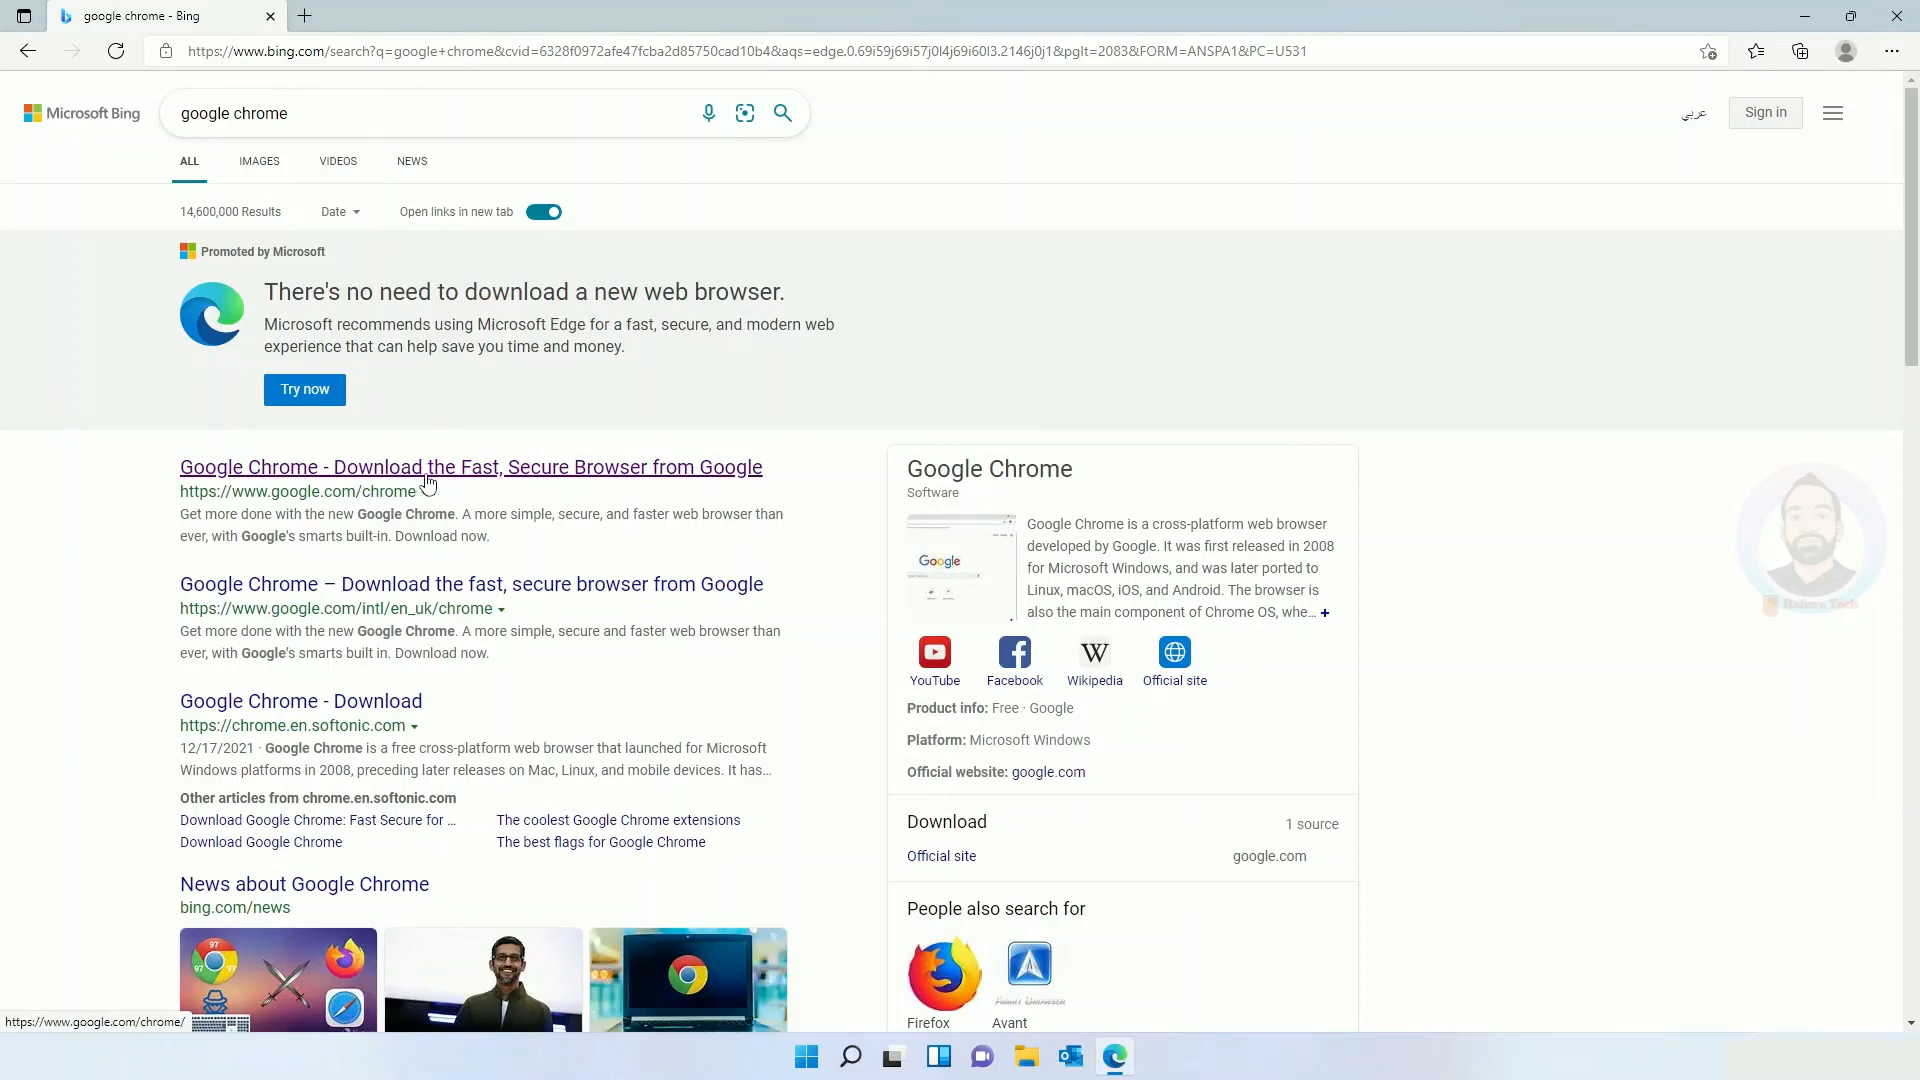 google chrome - Bing
https://www.bing.com/search?q=google+chrome&cvid=6328f0972afe47fcba2d85750cad10b4&aqs=edge.0.69i59j69i57j0l4j69i60l3.2146j0j1&pglt=2083&FORM=ANSPA1&PC=U531
Microsoft Bing
google chrome
عربي
Sign in
ALL IMAGES VIDEOS NEWS
14,600,000 Results Date Open links in new tab
Promoted by Microsoft
There's no need to download a new web browser.
Microsoft recommends using Microsoft Edge for a fast, secure, and modern web
experience that can help save you time and money.
Try now
Google Chrome - Download the Fast, Secure Browser from Google
https://www.google.com/chrome
Get more done with the new Google Chrome. A more simple, secure, and faster web browser than
ever, with Google's smarts built-in. Download now.
Google Chrome – Download the fast, secure browser from Google
https://www.google.com/intl/en_uk/chrome
Get more done with the new Google Chrome. A more simple, secure and faster web browser than
ever, with Google's smarts built in. Download now.
Google Chrome - Download
https://chrome.en.softonic.com
12/17/2021 · Google Chrome is a free cross-platform web browser that launched for Microsoft
Windows platforms in 2008, preceding later releases on Mac, Linux, and mobile devices. It has...
Other articles from chrome.en.softonic.com
Download Google Chrome: Fast Secure for ... The coolest Google Chrome extensions
Download Google Chrome The best flags for Google Chrome
News about Google Chrome
bing.com/news
97
97
https://www.google.com/chrome/
Google Chrome
Software
Google
Google Chrome is a cross-platform web browser
developed by Google. It was first released in 2008
for Microsoft Windows, and was later ported to
Linux, macOS, iOS, and Android. The browser is
also the main component of Chrome OS, whe... +
W
YouTube Facebook Wikipedia Official site
Product info: Free · Google
Platform: Microsoft Windows
Official website: google.com
Download 1 source
Official site google.com
People also search for
Firefox Avant